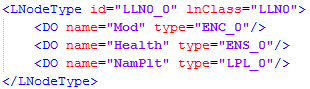 <LNodeType id="LLN0_0" lnClass="LLN0">
<DO name="Mod" type="ENC_0"/>
<DO name="Health" type="ENS_0"/>
<DO name="NamPlt" type="LPL_0"/>
</LNodeType>